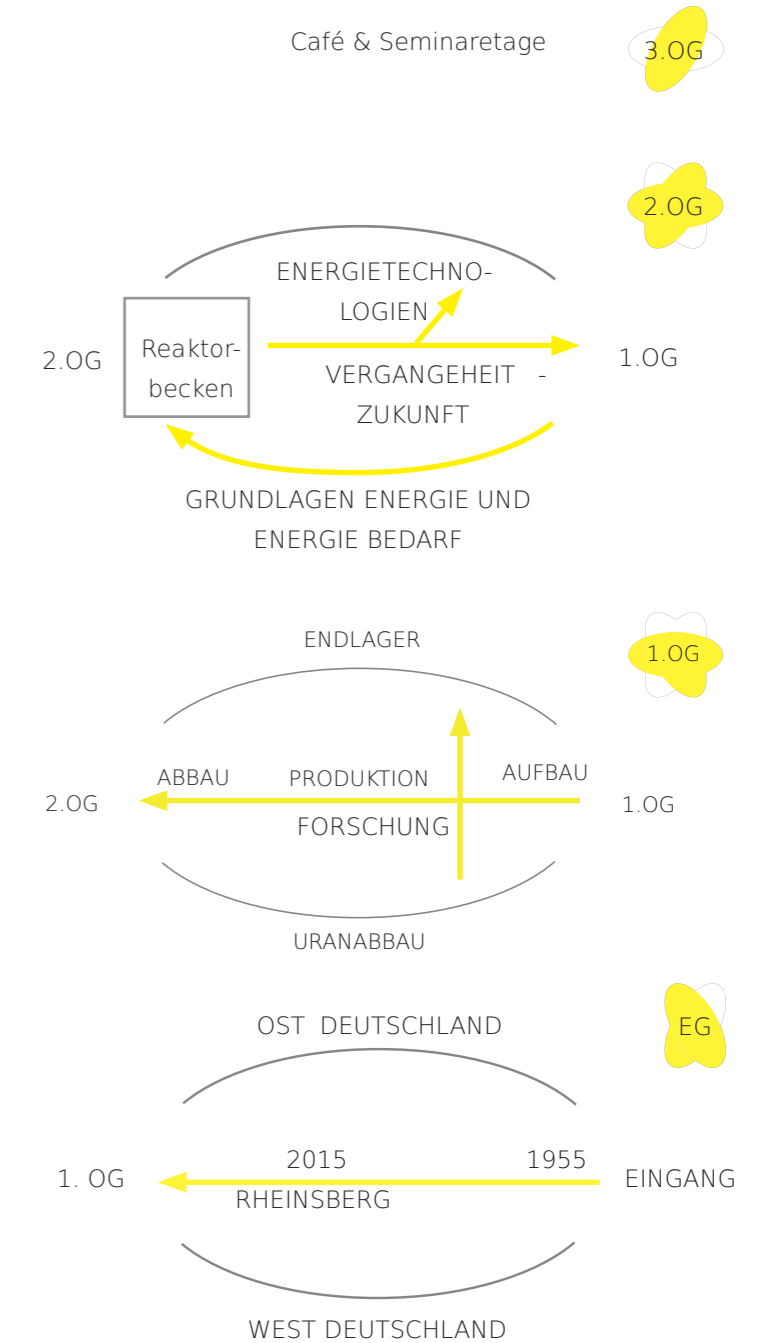 Café & Seminaretage
3.OG
2.OG
ENERGIETECHNO-
LOGIEN
2.OG
Reaktor-
becken
1.OG
VERGANGEHEIT -
ZUKUNFT
GRUNDLAGEN ENERGIE UND
ENERGIE BEDARF
ENDLAGER
1.OG
ABBAU
PRODUKTION
AUFBAU
2.OG
1.OG
FORSCHUNG
URANABBAU
EG
OST DEUTSCHLAND
2015
1955
1. OG
EINGANG
RHEINSBERG
WEST DEUTSCHLAND